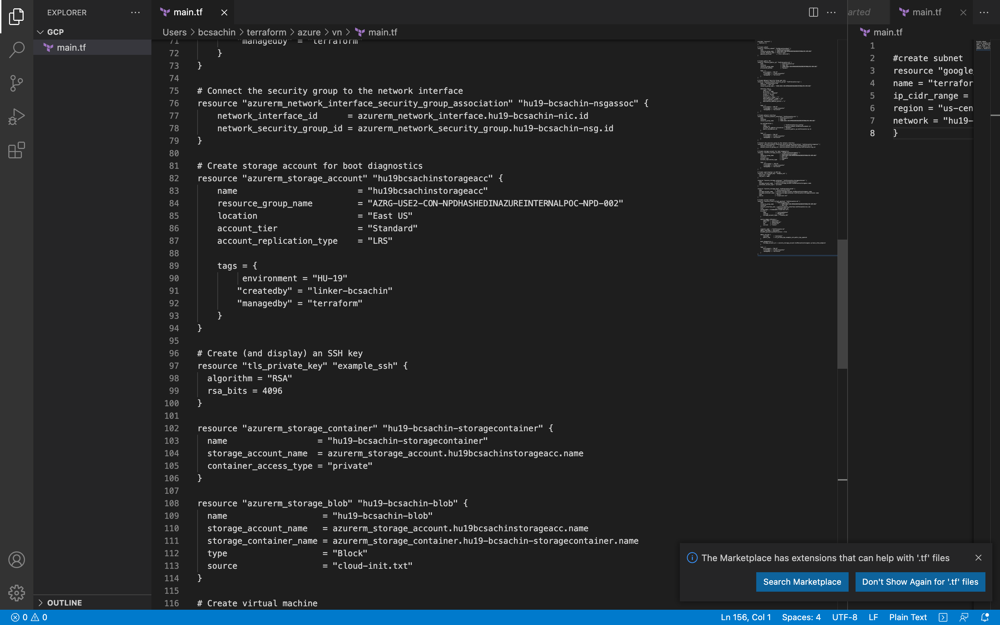 EXPLORER
GCP
main.tf
OUTLINE
main.tf
Users > bcsachin > terraform > azure > vn > main.tf
71 "managedby" = "terraform"
72 }
73 }
74
75 # Connect the security group to the network interface
76 resource "azurerm_network_interface_security_group_association" "hu19-bcsachin-nsgassoc" {
77 network_interface_id = azurerm_network_interface.hu19-bcsachin-nic.id
78 network_security_group_id = azurerm_network_security_group.hu19-bcsachin-nsg.id
79 }
80
81 # Create storage account for boot diagnostics
82 resource "azurerm_storage_account" "hu19bcsachinstorageacc" {
83 name = "hu19bcsachinstorageacc"
84 resource_group_name = "AZRG-USE2-CON-NPDHASHEDINAZUREINTERNALPOC-NPD-002"
85 location = "East US"
86 account_tier = "Standard"
87 account_replication_type = "LRS"
88
89 tags = {
90 environment = "HU-19"
91 "createdby" = "linker-bcsachin"
92 "managedby" = "terraform"
93 }
94 }
95
96 # Create (and display) an SSH key
97 resource "tls_private_key" "example_ssh" {
98 algorithm = "RSA"
99 rsa_bits = 4096
100 }
101
102 resource "azurerm_storage_container" "hu19-bcsachin-storagecontainer" {
103 name = "hu19-bcsachin-storagecontainer"
104 storage_account_name = azurerm_storage_account.hu19bcsachinstorageacc.name
105 container_access_type = "private"
106 }
107
108 resource "azurerm_storage_blob" "hu19-bcsachin-blob" {
109 name = "hu19-bcsachin-blob"
110 storage_account_name = azurerm_storage_account.hu19bcsachinstorageacc.name
111 storage_container_name = azurerm_storage_container.hu19-bcsachin-storagecontainer.name
112 type = "Block"
113 source = "cloud-init.txt"
114 }
115
116 # Create virtual machine
arted
main.tf
main.tf
1
2 #create subnet
3 resource "google_
4 name = "terrafor
5 ip_cidr_range =
6 region = "us-cen
7 network = "hu19-
8 }
The Marketplace has extensions that can help with '.tf' files
Search Marketplace
Don't Show Again for '.tf' files
0 0
Ln 156, Col 1 Spaces: 4 UTF-8 LF Plain Text